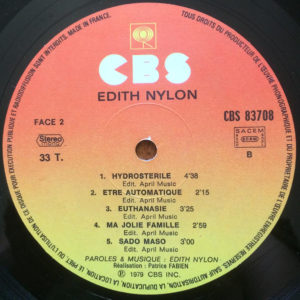 MADE IN FRANCE. TOUS DROITS DU PRODUCTEUR DE L'ŒUVRE PHONOGRAPHIQUE ET DU PROPRIETAIRE DE L'ŒUVRE ENREGISTREE RESERVES. SAUF AUTORISATION, LA DUPLICATION, LA LOCATION, LE PRET OU L'UTILISATION DE CE DISQUE POUR EXECUTION PUBLIQUE ET RADIODIFFUSION SONT INTERDITS.
CBS
EDITH NYLON
FACE 2
CBS 83708
Stereo
SACEM
33 T.
B
1. HYDROSTERILE 4'38
Edit. April Music
2. ETRE AUTOMATIQUE 2'15
Edit. April Music
3. EUTHANASIE 3'25
Edit. April Music
4. MA JOLIE FAMILLE 2'59
Edit. April Music
5. SADO MASO 5'00
Edit. April Music
PAROLES & MUSIQUE : EDITH NYLON
Réalisation : Patrice FABIEN
℗ 1979 CBS INC.